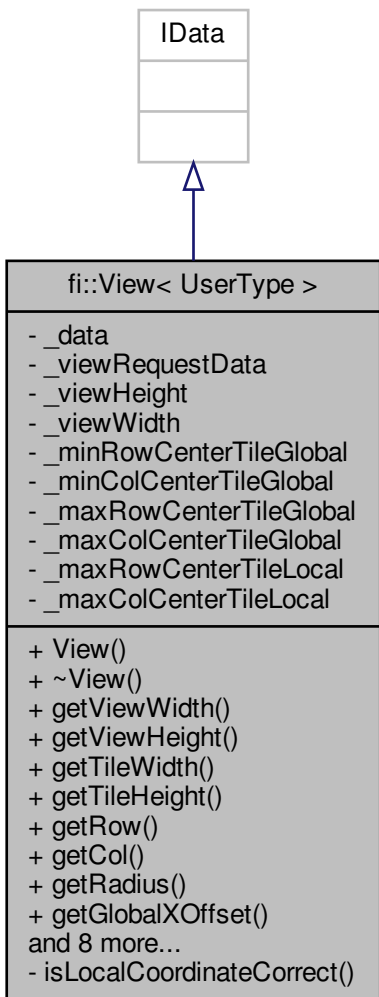 IData
fi::View< UserType >
- _data
- _viewRequestData
- _viewHeight
- _viewWidth
- _minRowCenterTileGlobal
- _minColCenterTileGlobal
- _maxRowCenterTileGlobal
- _maxColCenterTileGlobal
- _maxRowCenterTileLocal
- _maxColCenterTileLocal
+ View()
+ ~View()
+ getViewWidth()
+ getViewHeight()
+ getTileWidth()
+ getTileHeight()
+ getRow()
+ getCol()
+ getRadius()
+ getGlobalXOffset()
and 8 more...
- isLocalCoordinateCorrect()